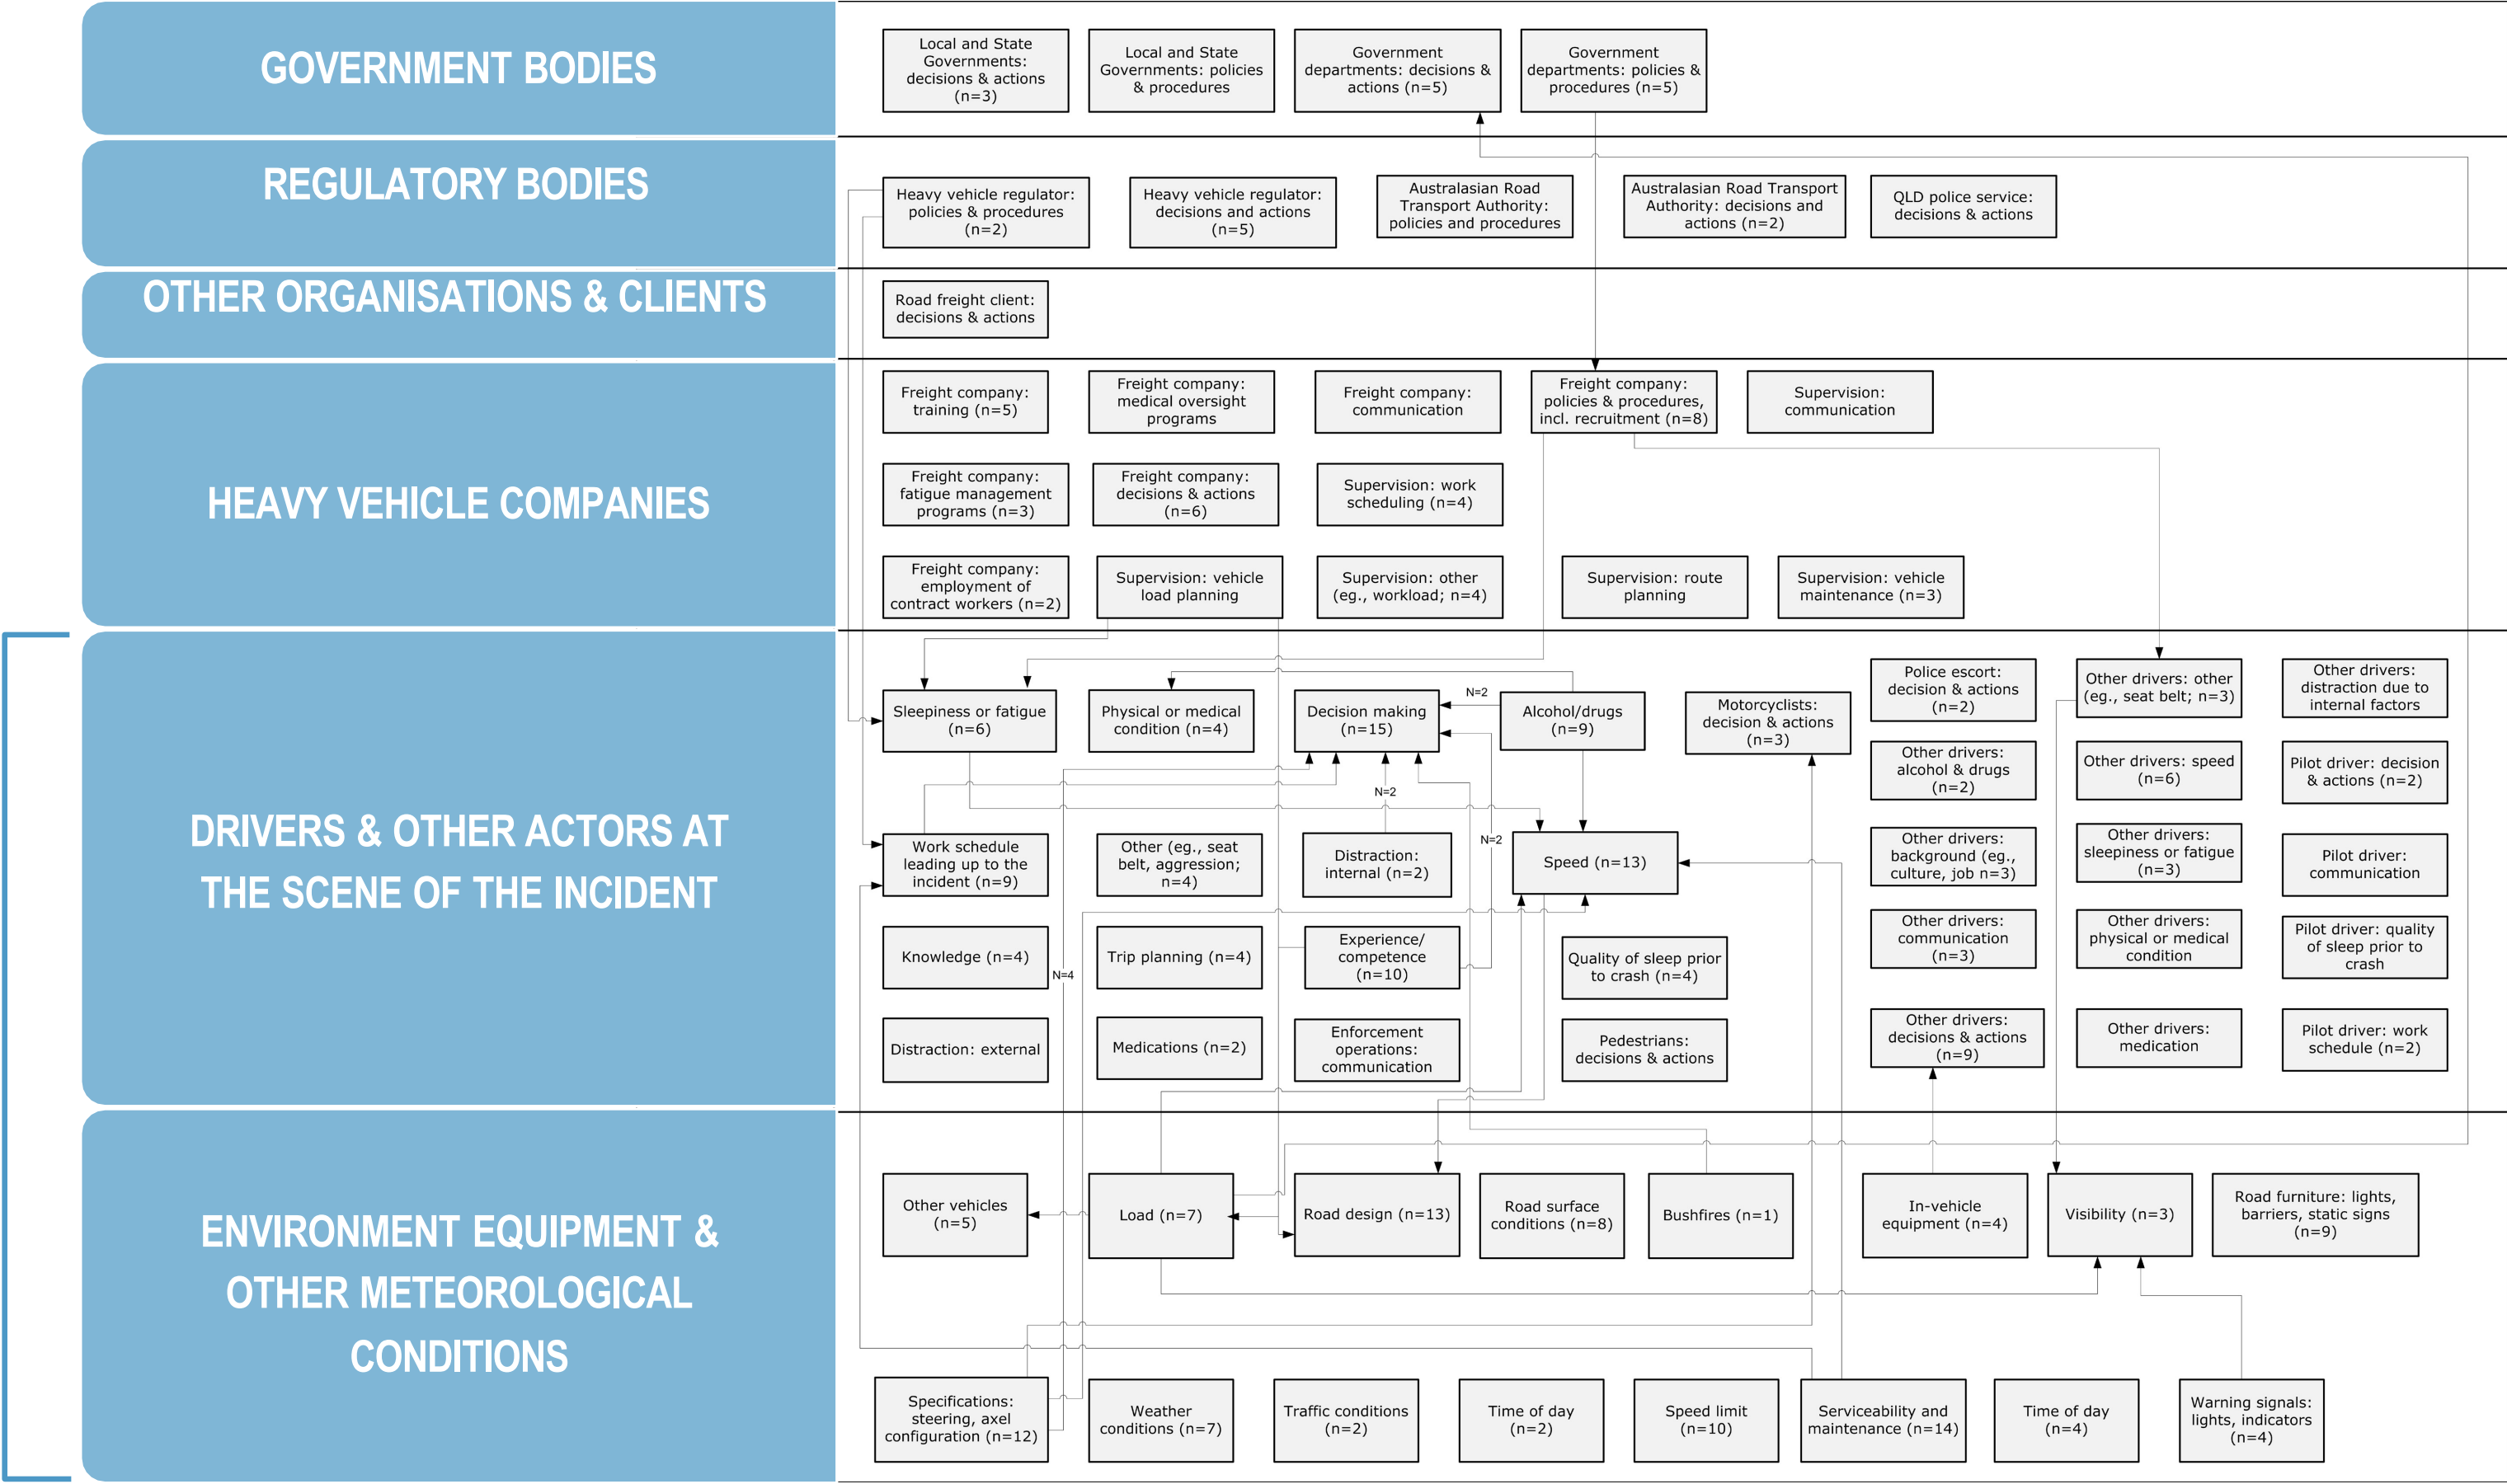 GOVERNMENT BODIES
Local and State
Governments:
decisions & actions
(n=3)
Local and State
Governments: policies
& procedures
Government
departments: decisions &
actions (n=5)
Government
departments: policies &
procedures (n=5)
REGULATORY BODIES
Heavy vehicle regulator:
policies & procedures
(n=2)
Heavy vehicle regulator:
decisions and actions
(n=5)
Australasian Road
Transport Authority:
policies and procedures
Australasian Road Transport
Authority: decisions and
actions (n=2)
QLD police service:
decisions & actions
OTHER ORGANISATIONS & CLIENTS
Road freight client:
decisions & actions
HEAVY VEHICLE COMPANIES
Freight company:
training (n=5)
Freight company:
medical oversight
programs
Freight company:
communication
Freight company:
policies & procedures,
incl. recruitment (n=8)
Supervision:
communication
Freight company:
fatigue management
programs (n=3)
Freight company:
decisions & actions
(n=6)
Supervision: work
scheduling (n=4)
Freight company:
employment of
contract workers (n=2)
Supervision: vehicle
load planning
Supervision: other
(eg., workload; n=4)
Supervision: route
planning
Supervision: vehicle
maintenance (n=3)
DRIVERS & OTHER ACTORS AT
THE SCENE OF THE INCIDENT
Sleepiness or fatigue
(n=6)
Physical or medical
condition (n=4)
Decision making
(n=15)
N=2
Alcohol/drugs
(n=9)
Motorcyclists:
decision & actions
(n=3)
Police escort:
decision & actions
(n=2)
Other drivers: other
(eg., seat belt; n=3)
Other drivers:
distraction due to
internal factors
Other drivers:
alcohol & drugs
(n=2)
Other drivers: speed
(n=6)
Pilot driver: decision
& actions (n=2)
N=2
N=2
Work schedule
leading up to the
incident (n=9)
Other (eg., seat
belt, aggression;
n=4)
Distraction:
internal (n=2)
Speed (n=13)
Other drivers:
background (eg.,
culture, job n=3)
Other drivers:
sleepiness or fatigue
(n=3)
Pilot driver:
communication
Knowledge (n=4)
N=4
Trip planning (n=4)
Experience/
competence
(n=10)
Quality of sleep prior
to crash (n=4)
Other drivers:
communication
(n=3)
Other drivers:
physical or medical
condition
Pilot driver: quality
of sleep prior to
crash
Distraction: external
Medications (n=2)
Enforcement
operations:
communication
Pedestrians:
decisions & actions
Other drivers:
decisions & actions
(n=9)
Other drivers:
medication
Pilot driver: work
schedule (n=2)
ENVIRONMENT EQUIPMENT &
OTHER METEOROLOGICAL
CONDITIONS
Other vehicles
(n=5)
Load (n=7)
Road design (n=13)
Road surface
conditions (n=8)
Bushfires (n=1)
In-vehicle
equipment (n=4)
Visibility (n=3)
Road furniture: lights,
barriers, static signs
(n=9)
Specifications:
steering, axel
configuration (n=12)
Weather
conditions (n=7)
Traffic conditions
(n=2)
Time of day
(n=2)
Speed limit
(n=10)
Serviceability and
maintenance (n=14)
Time of day
(n=4)
Warning signals:
lights, indicators
(n=4)